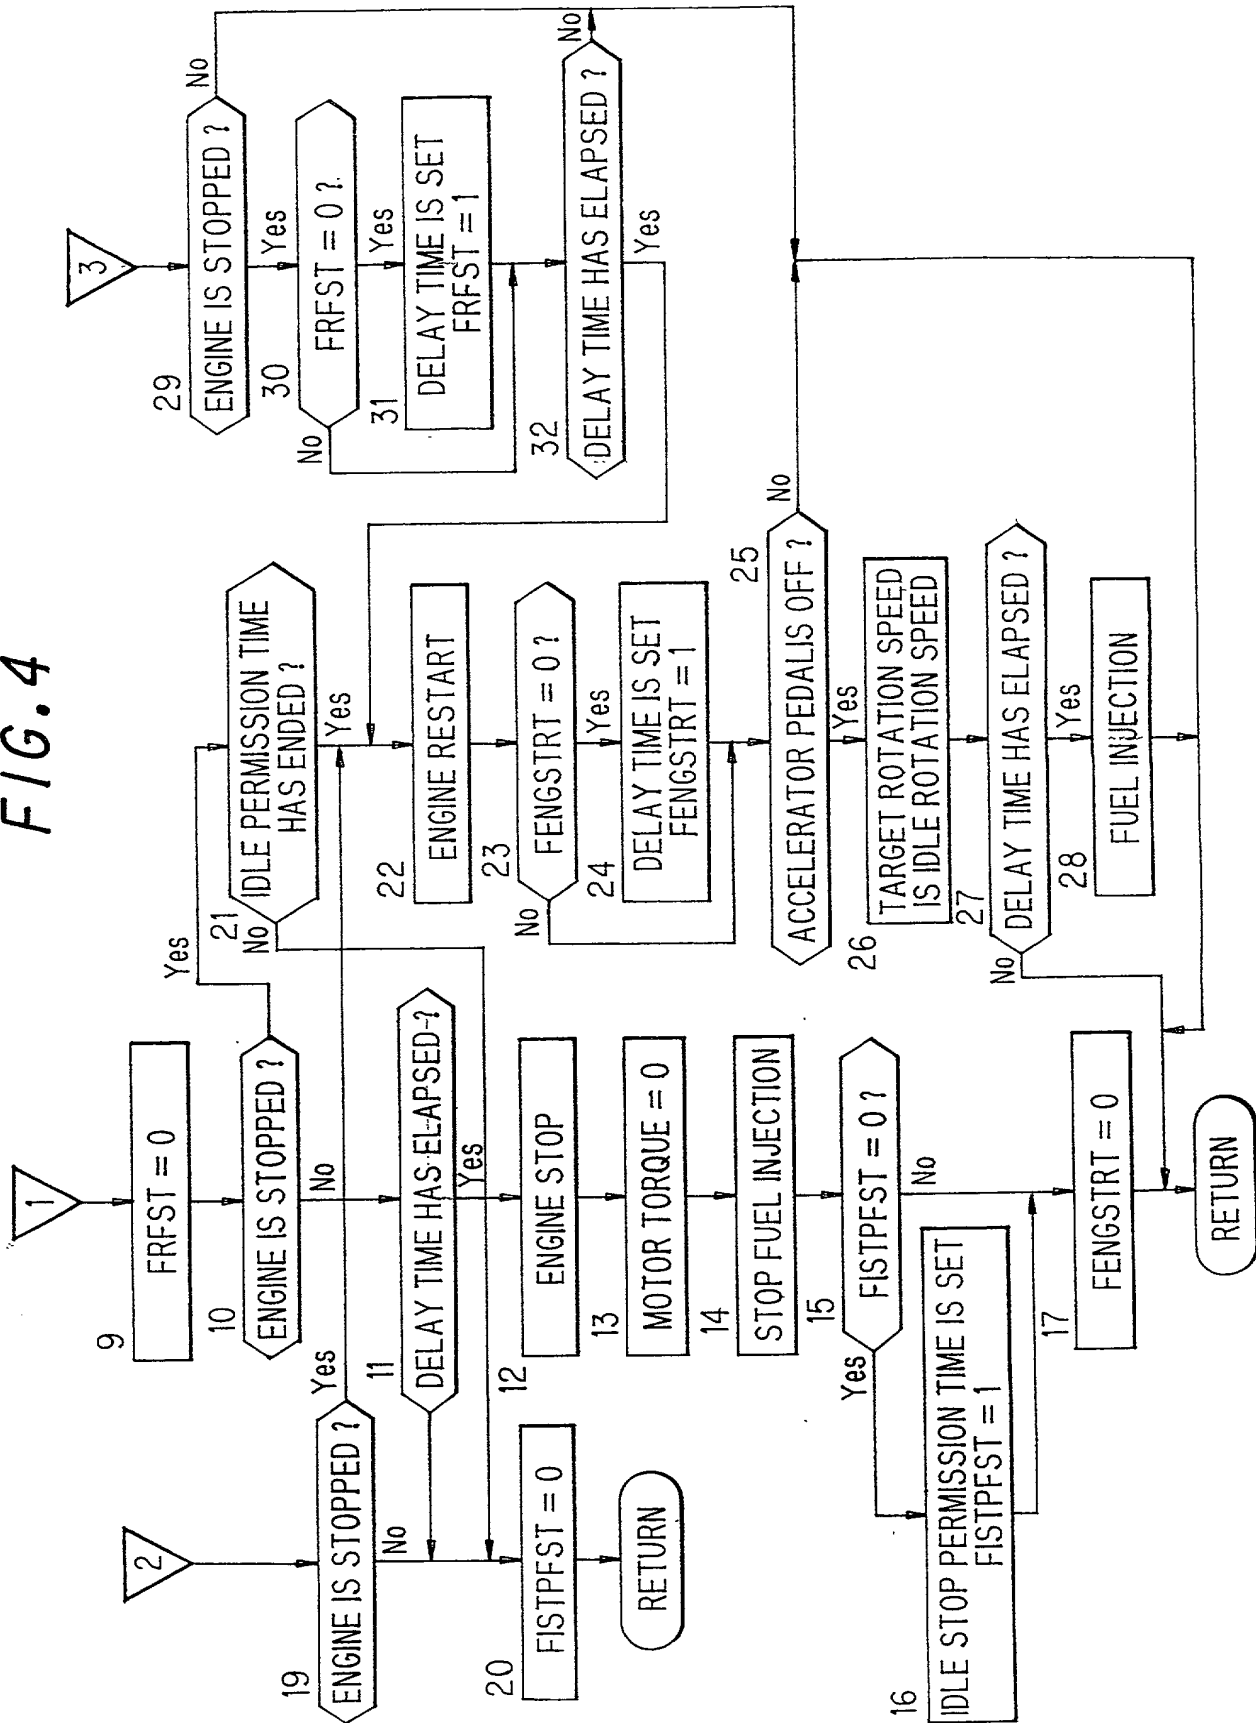 FIG. 4
1
9
FRFST = 0
10
ENGINE IS STOPPED ?
Yes
No
11
DELAY TIME HAS ELAPSED ?
Yes
12
ENGINE STOP
13
MOTOR TORQUE = 0
14
STOP FUEL INJECTION
15
FISTPFST = 0 ?
Yes
No
16
IDLE STOP PERMISSION TIME IS SET
FISTPFST = 1
17
FENGSTRT = 0
RETURN
2
19
ENGINE IS STOPPED ?
Yes
No
20
FISTPFST = 0
RETURN
21
IDLE PERMISSION TIME
HAS ENDED ?
No
Yes
22
ENGINE RESTART
23
FENGSTRT = 0 ?
No
Yes
24
DELAY TIME IS SET
FENGSTRT = 1
25
ACCELERATOR PEDALIS OFF ?
No
Yes
26
TARGET ROTATION SPEED
IS IDLE ROTATION SPEED
27
DELAY TIME HAS ELAPSED ?
No
Yes
28
FUEL INJECTION
3
29
ENGINE IS STOPPED ?
No
Yes
30
FRFST = 0 ?
No
Yes
31
DELAY TIME IS SET
FRFST = 1
32
DELAY TIME HAS ELAPSED ?
No
Yes